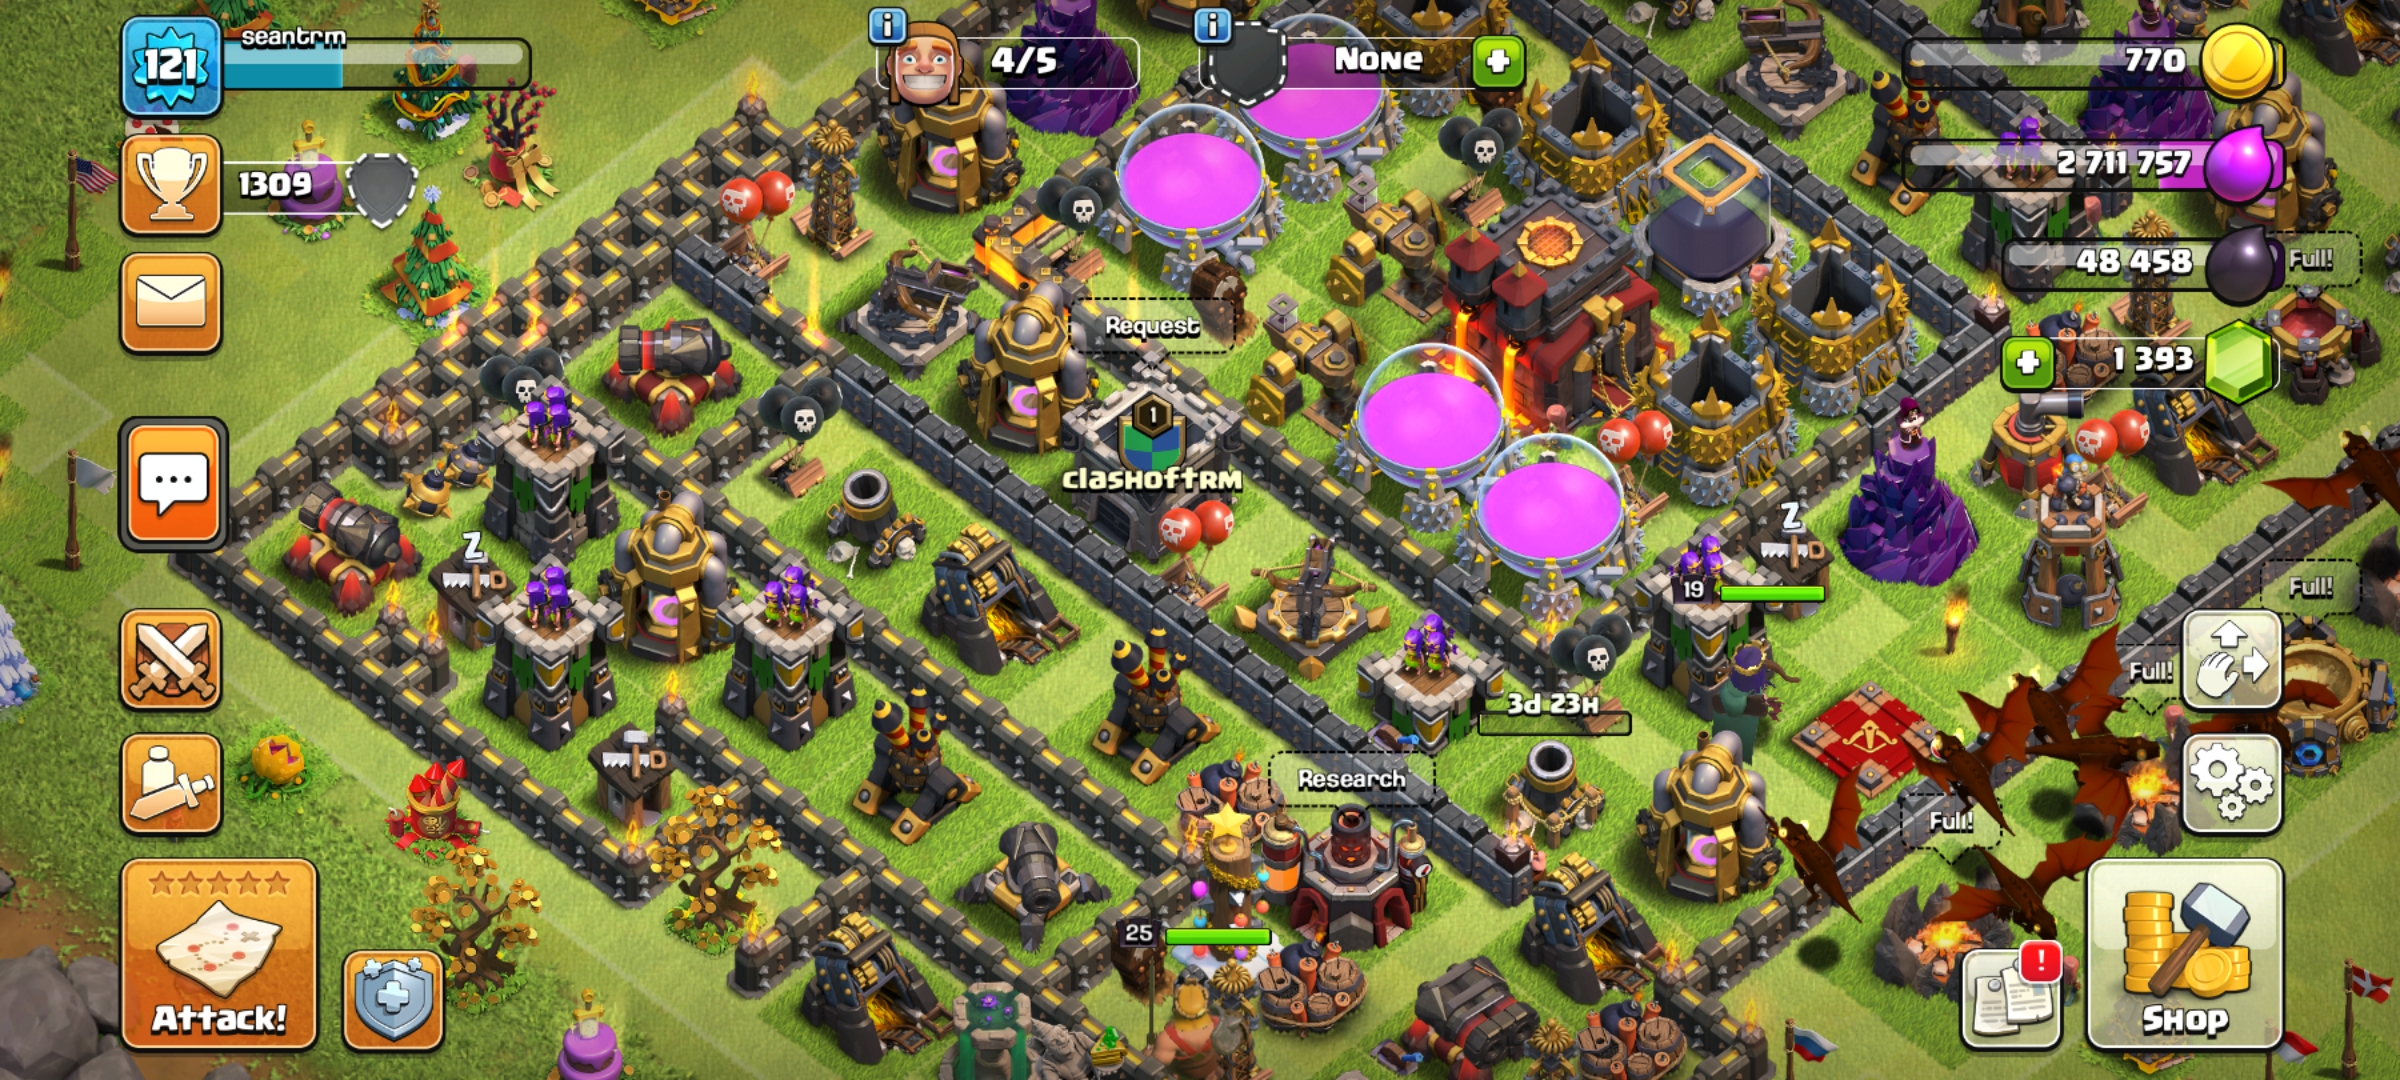 121
seantrm
4/5
None
770
1309
2 711 757
48 458
Full!
1 393
Request
1
clashoftRM
Z
Z
19
Full!
Full!
3d 23H
Research
Full!
25
Attack!
!
Shop